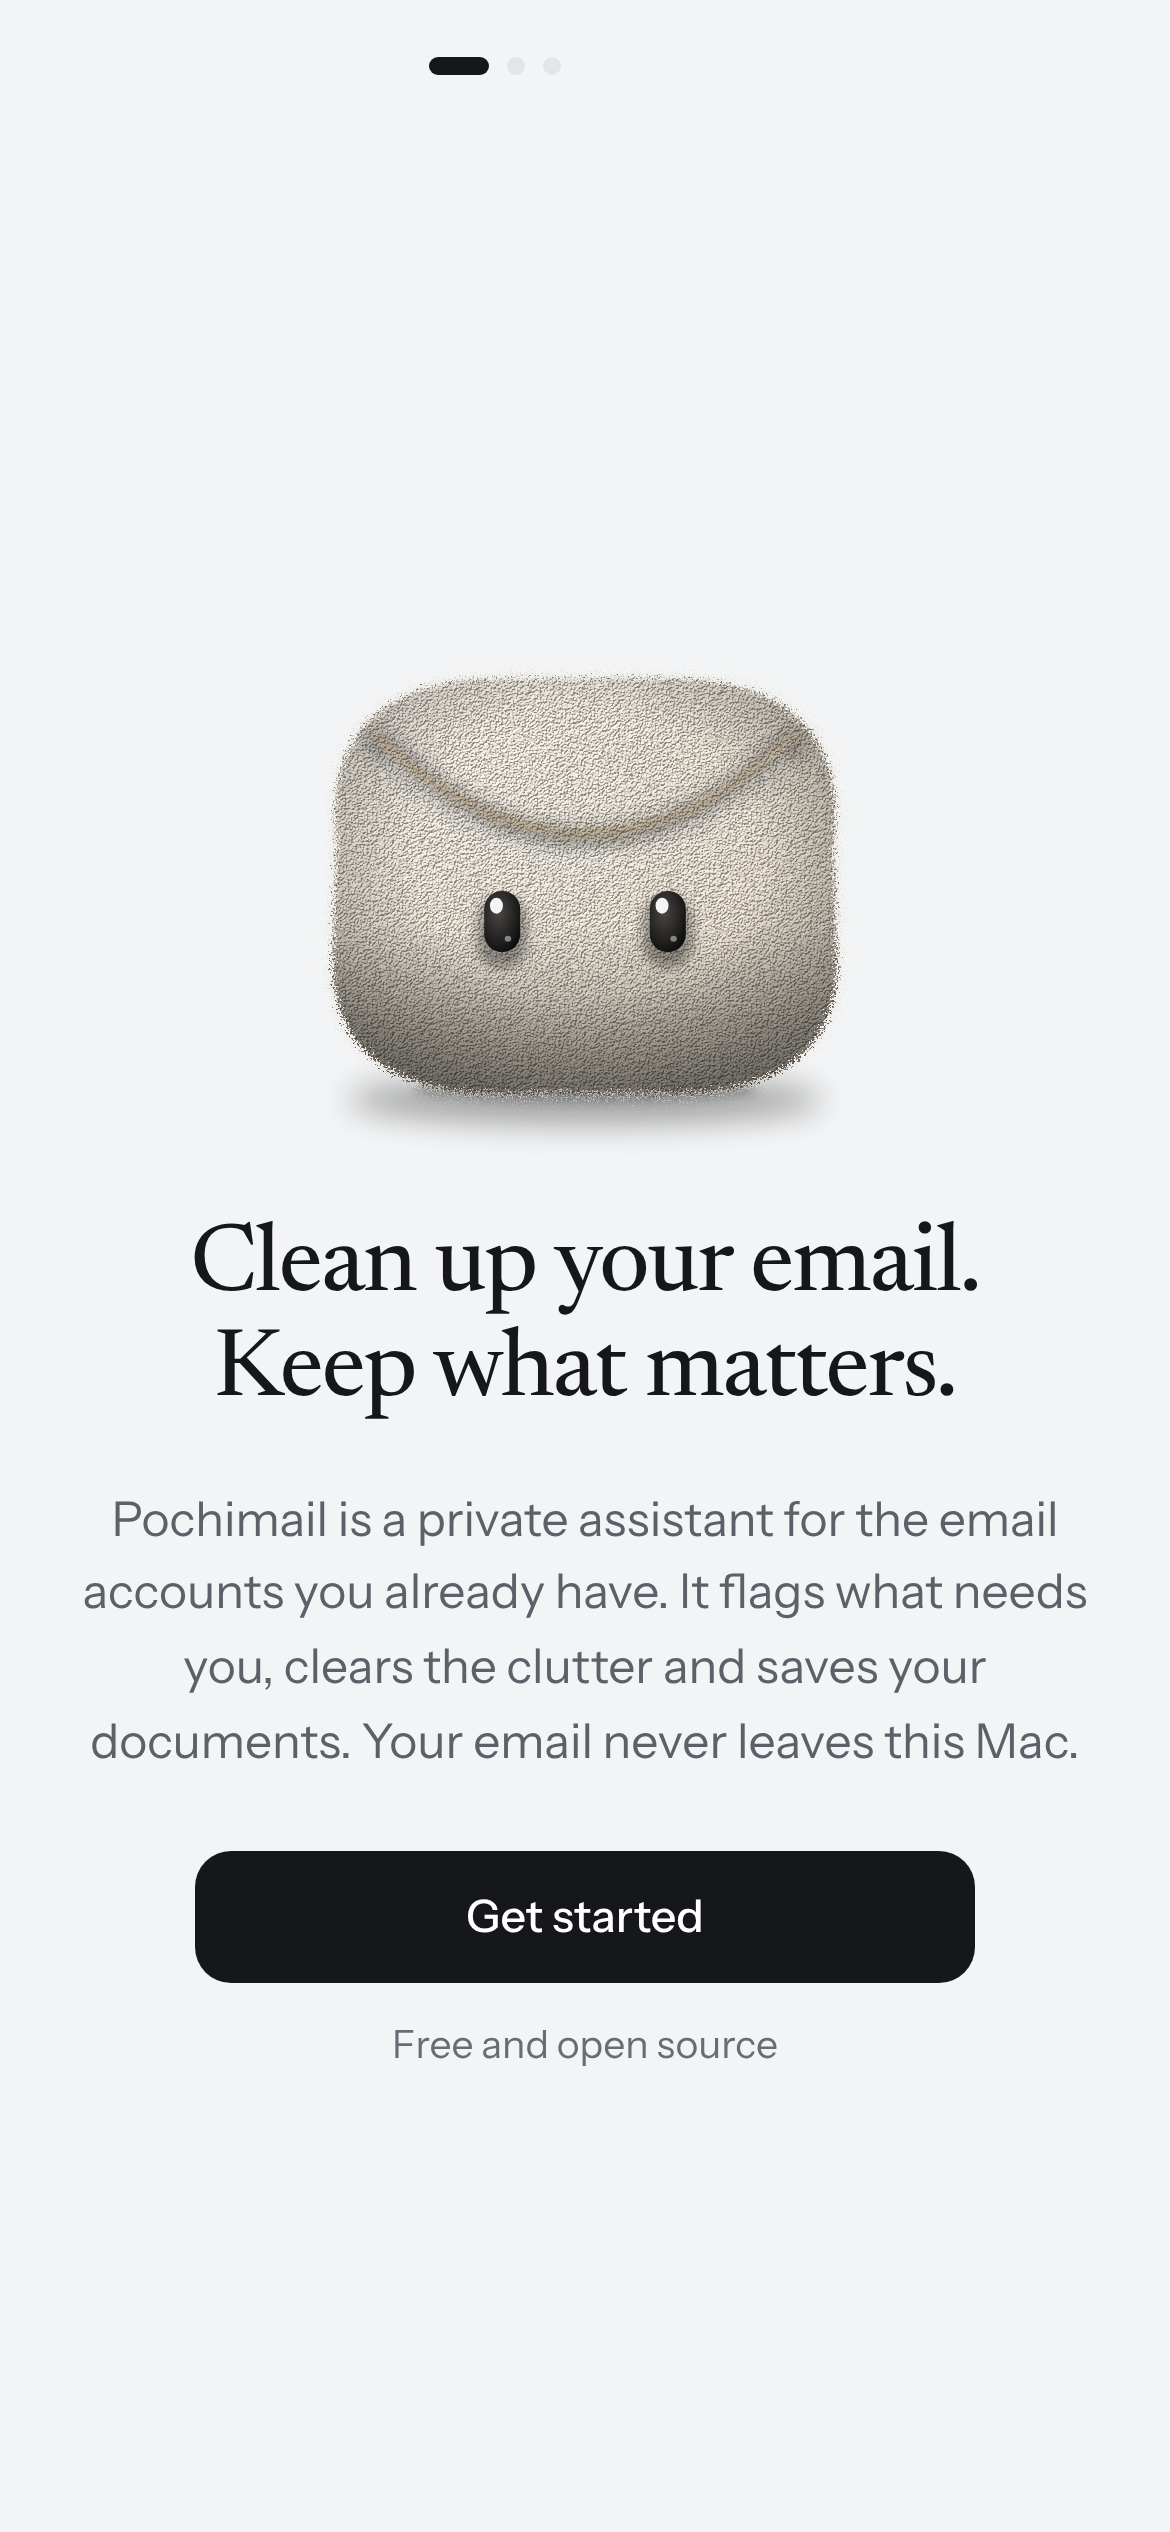 Clean up your email.
Keep what matters.
Pochimail is a private assistant for the email
accounts you already have. It flags what needs
you, clears the clutter and saves your
documents. Your email never leaves this Mac.
Get started
Free and open source